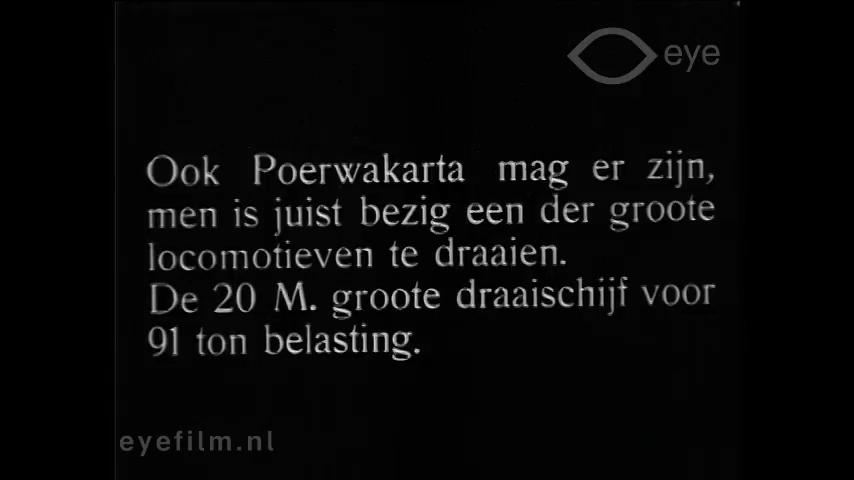 eye
Ook Poerwakarta mag er zijn,
men is juist bezig een der groote
locomotieven te draaien.
De 20 M. groote draaischijf voor
91 ton belasting.
eyefilm.nl